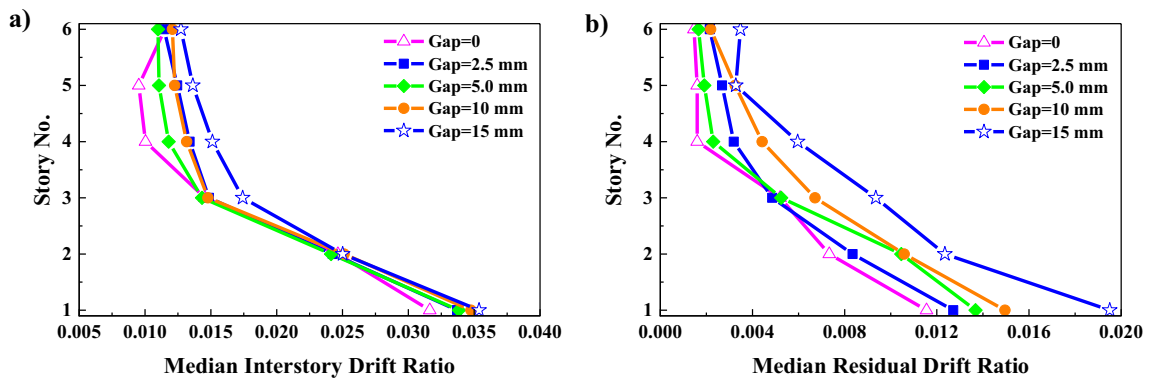 a)
6
5
4
3
2
1
Story No.
Gap=0
Gap=2.5 mm
Gap=5.0 mm
Gap=10 mm
Gap=15 mm
0.005 0.010 0.015 0.020 0.025 0.030 0.035 0.040
Median Interstory Drift Ratio
b)
6
5
4
3
2
1
Story No.
Gap=0
Gap=2.5 mm
Gap=5.0 mm
Gap=10 mm
Gap=15 mm
0.000 0.004 0.008 0.012 0.016 0.020
Median Residual Drift Ratio